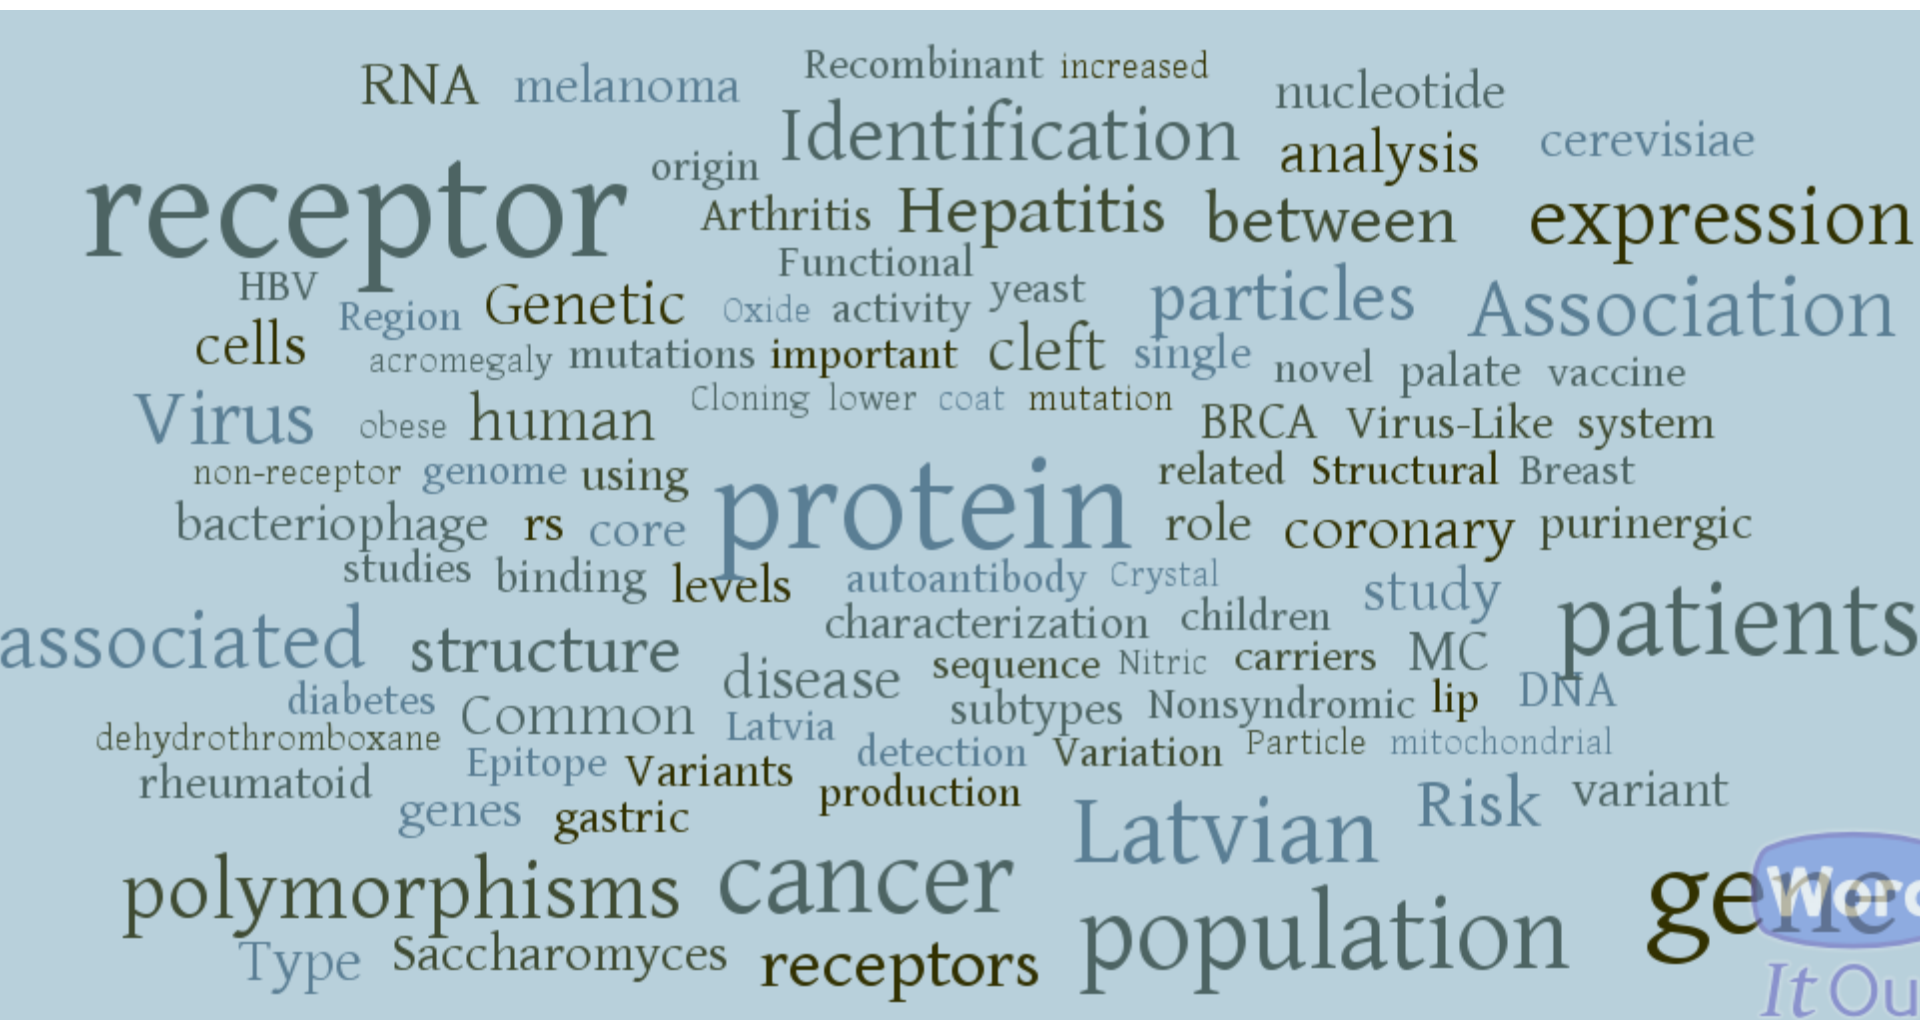 RNA melanoma Recombinant increased nucleotide
origin Identification analysis cerevisiae
receptor Arthritis Hepatitis between expression
Functional
HBV Region Genetic Oxide activity yeast particles Association
cells acromegaly mutations important cleft single novel palate vaccine
Virus obese human Cloning lower coat mutation BRCA Virus-Like system
non-receptor genome using protein related Structural Breast
bacteriophage rs core role coronary purinergic
studies binding levels autoantibody Crystal study
associated structure characterization children patients
disease sequence Nitric carriers MC
diabetes Common Latvia subtypes Nonsyndromic lip DNA
dehydrothromboxane Epitope Variants detection Variation Particle mitochondrial
rheumatoid genes gastric production Latvian Risk variant
polymorphisms cancer population gene
Word
Type Saccharomyces receptors
It Ou